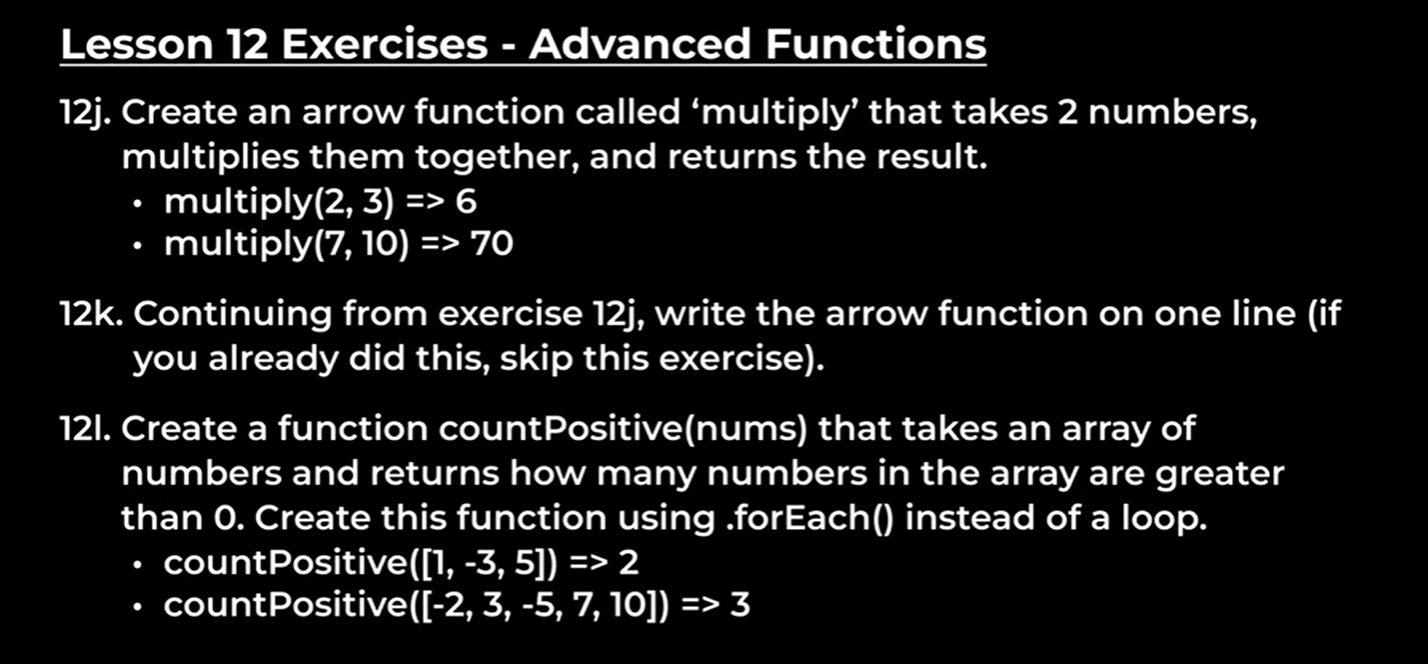 Lesson 12 Exercises - Advanced Functions
12j. Create an arrow function called ‘multiply’ that takes 2 numbers,
multiplies them together, and returns the result.
• multiply(2, 3) => 6
• multiply(7, 10) => 70
12k. Continuing from exercise 12j, write the arrow function on one line (if
you already did this, skip this exercise).
12l. Create a function countPositive(nums) that takes an array of
numbers and returns how many numbers in the array are greater
than 0. Create this function using .forEach() instead of a loop.
• countPositive([1, -3, 5]) => 2
• countPositive([-2, 3, -5, 7, 10]) => 3